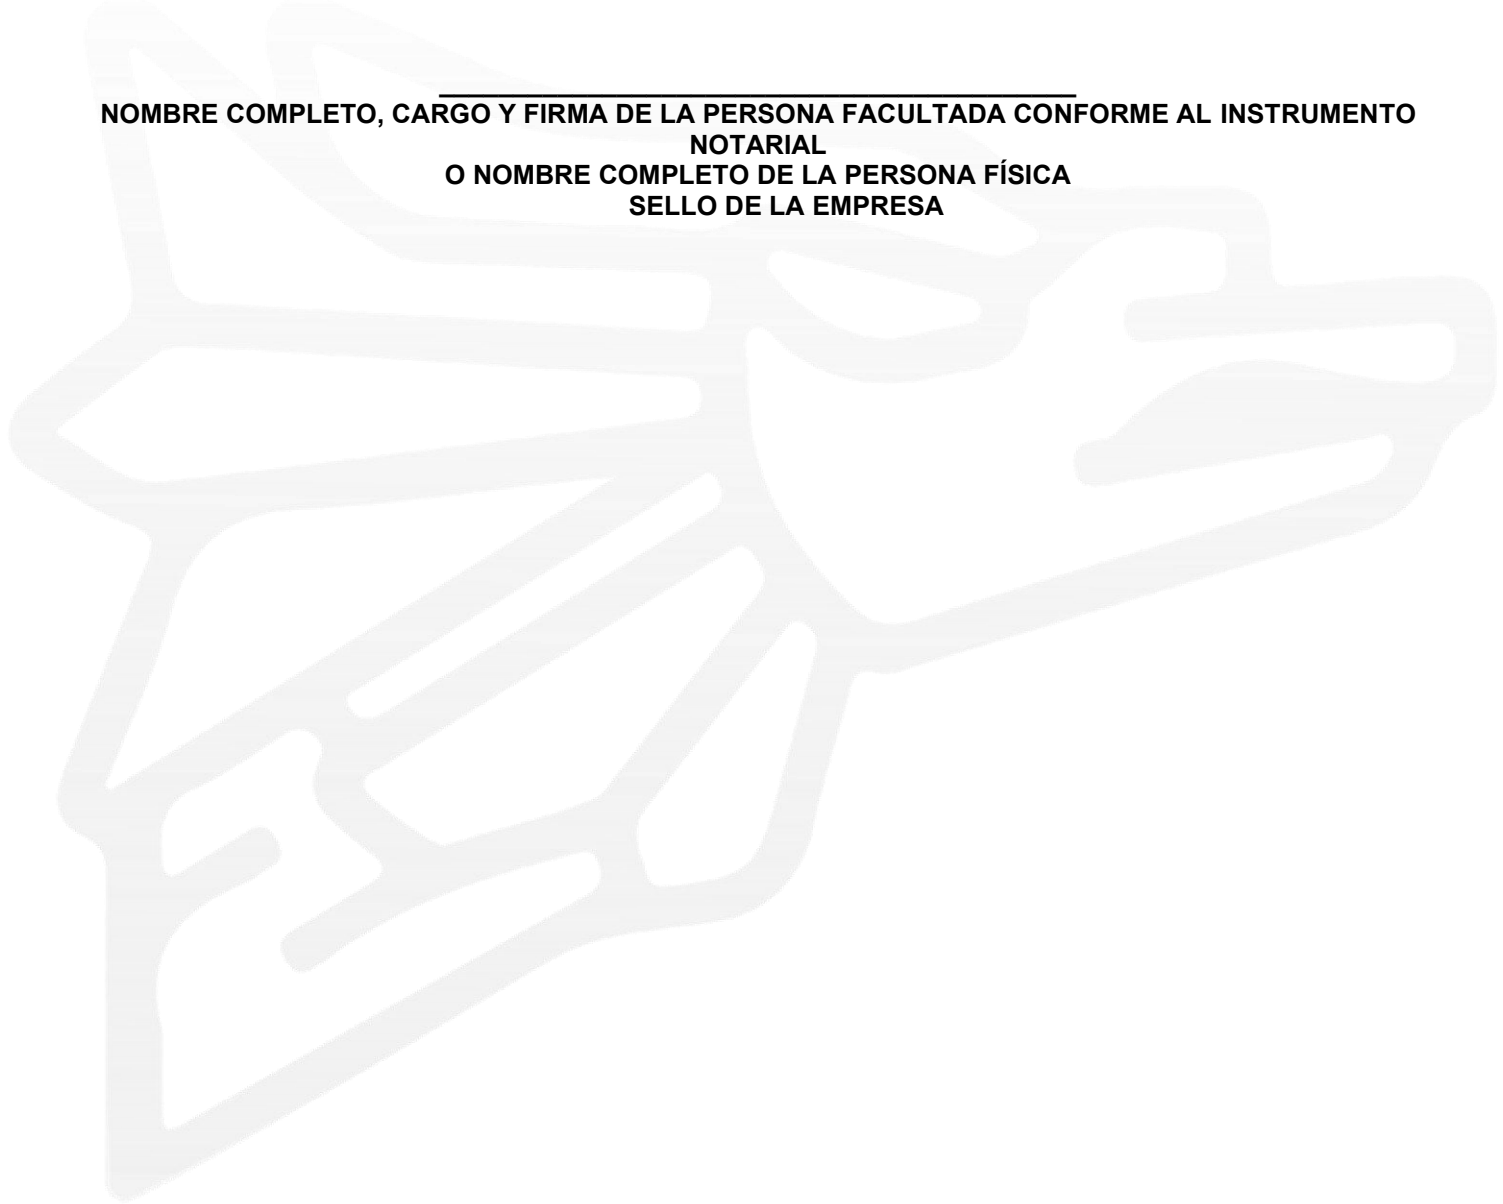 NOMBRE COMPLETO, CARGO Y FIRMA DE LA PERSONA FACULTADA CONFORME AL INSTRUMENTO
NOTARIAL
O NOMBRE COMPLETO DE LA PERSONA FÍSICA
SELLO DE LA EMPRESA